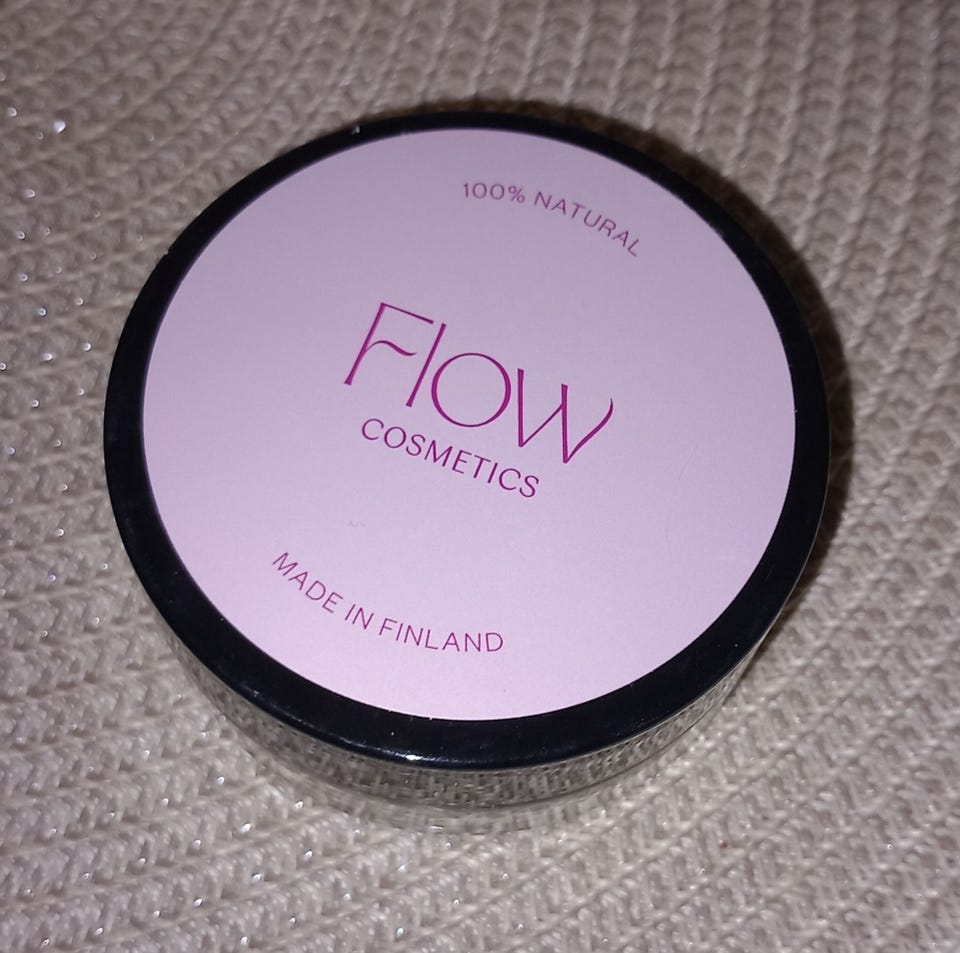 100% NATURAL
Flow
COSMETICS
MADE IN FINLAND